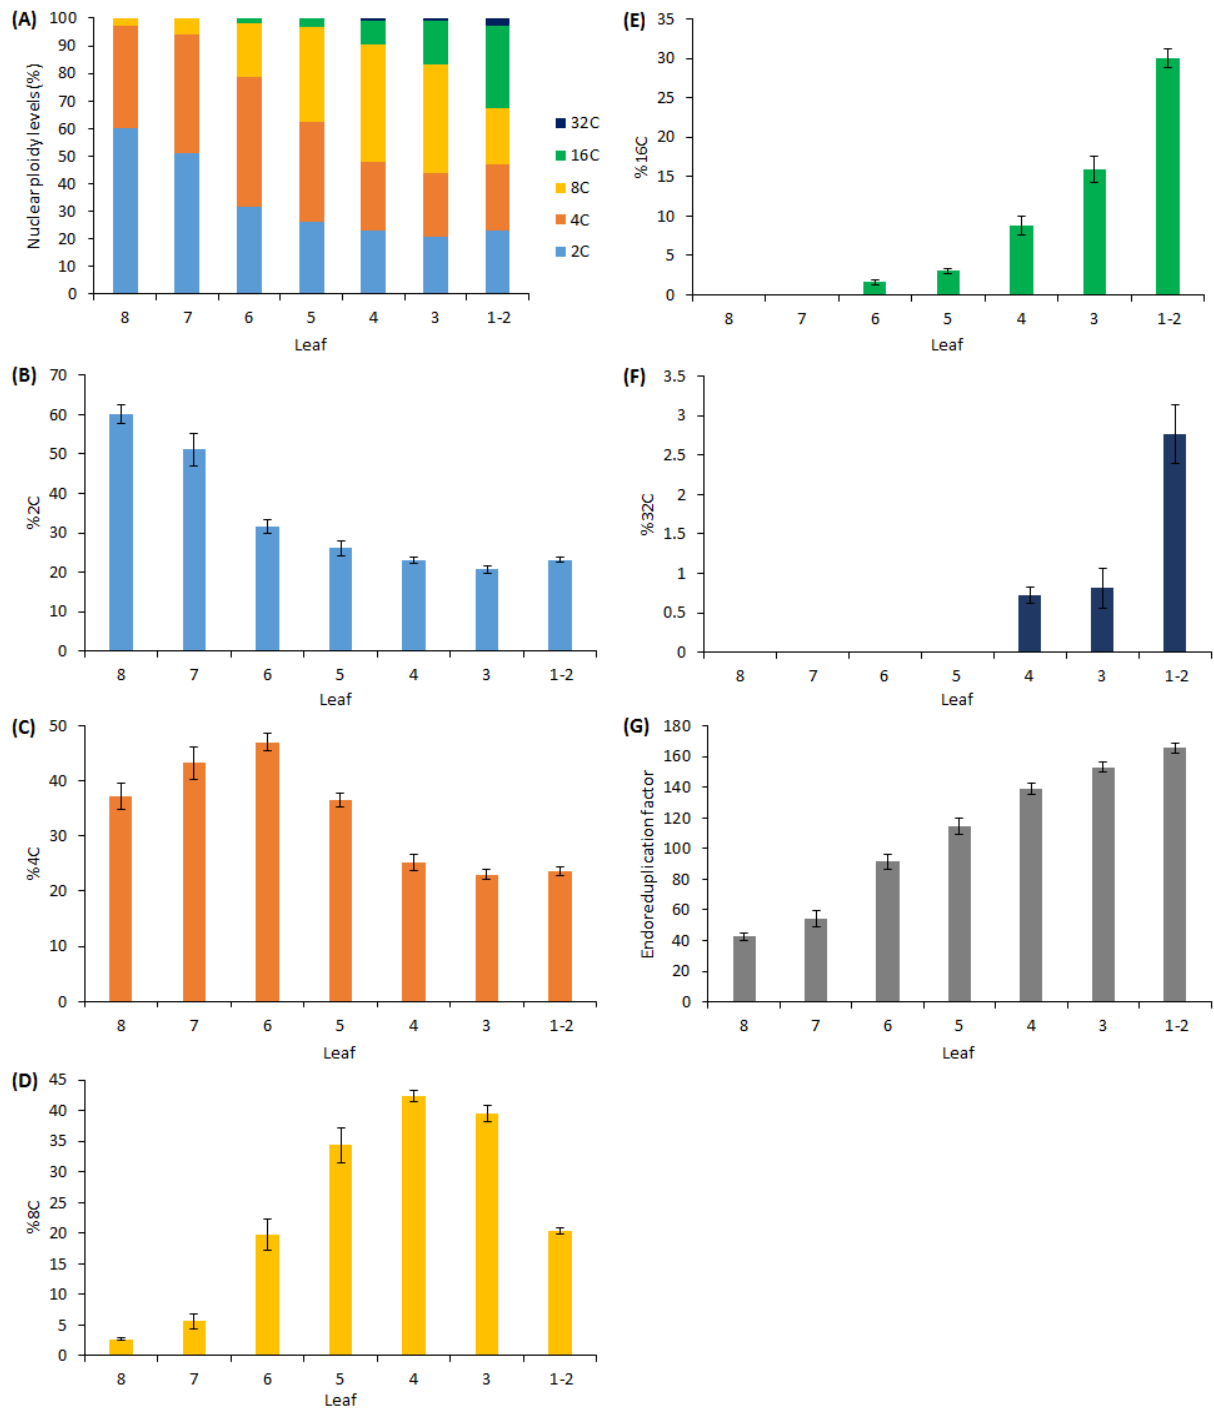 (A)
Nuclear ploidy levels (%)
100
90
80
70
60
50
40
30
20
10
0
8 7 6 5 4 3 1-2
Leaf
32C
16C
8C
4C
2C
(B)
%2C
70
60
50
40
30
20
10
0
8 7 6 5 4 3 1-2
Leaf
(C)
%4C
50
40
30
20
10
0
8 7 6 5 4 3 1-2
Leaf
(D)
%8C
45
40
35
30
25
20
15
10
5
0
8 7 6 5 4 3 1-2
Leaf
(E)
%16C
35
30
25
20
15
10
5
0
8 7 6 5 4 3 1-2
Leaf
(F)
%32C
3.5
3
2.5
2
1.5
1
0.5
0
8 7 6 5 4 3 1-2
Leaf
(G)
Endoreduplication factor
180
160
140
120
100
80
60
40
20
0
8 7 6 5 4 3 1-2
Leaf